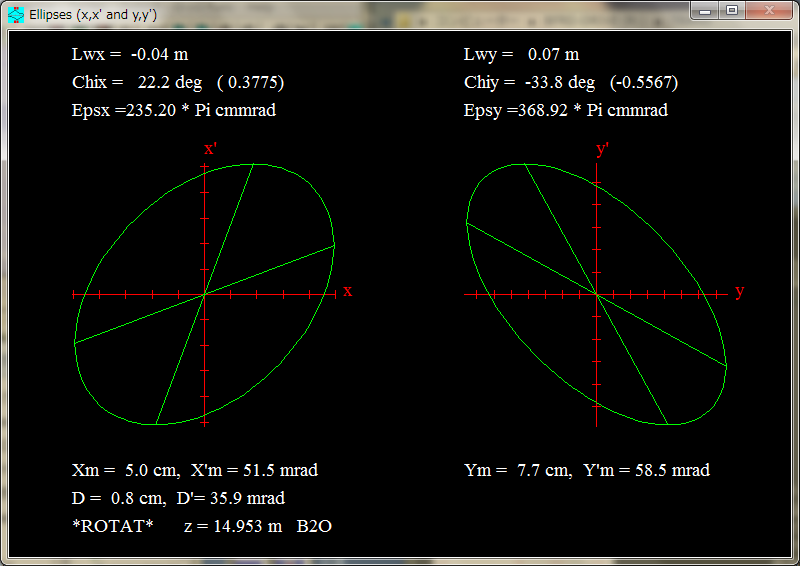 Ellipses (x,x' and y,y')
Lwx = -0.04 m
Chix = 22.2 deg ( 0.3775)
Epsx =235.20 * Pi cmmrad
x'
x
Xm = 5.0 cm, X'm = 51.5 mrad
D = 0.8 cm, D'= 35.9 mrad
*ROTAT* z = 14.953 m B2O
Lwy = 0.07 m
Chiy = -33.8 deg (-0.5567)
Epsy =368.92 * Pi cmmrad
y'
y
Ym = 7.7 cm, Y'm = 58.5 mrad